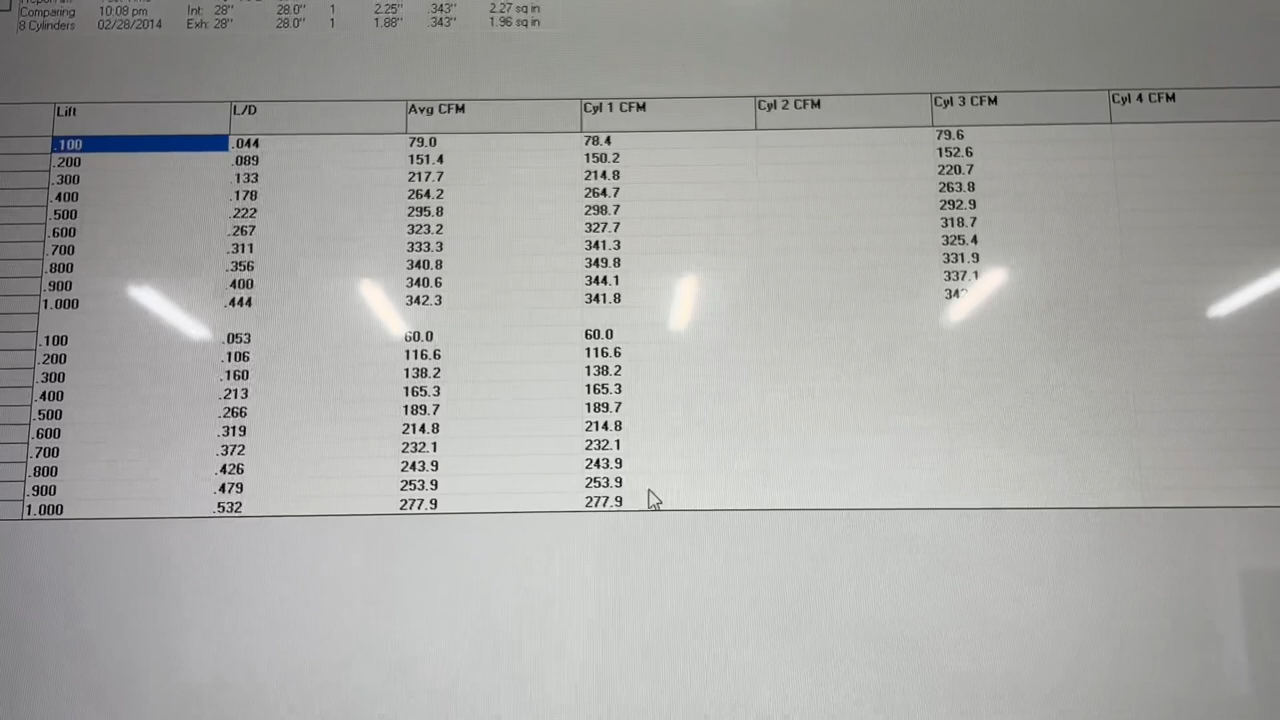 Comparing 10:08 pm Int: 28" 28.0" 1 2.25" .343" 2.27 sq in
8 Cylinders 02/28/2014 Exh: 28" 28.0" 1 1.88" .343" 1.96 sq in
Lift L/D Avg CFM Cyl 1 CFM Cyl 2 CFM Cyl 3 CFM Cyl 4 CFM
.100 .044 79.0 78.4 79.6
.200 .089 151.4 150.2 152.6
.300 .133 217.7 214.8 220.7
.400 .178 264.2 264.7 263.8
.500 .222 295.8 298.7 292.9
.600 .267 323.2 327.7 318.7
.700 .311 333.3 341.3 325.4
.800 .356 340.8 349.8 331.9
.900 .400 340.6 344.1 337.1
1.000 .444 342.3 341.8
.100 .053 60.0 60.0
.200 .106 116.6 116.6
.300 .160 138.2 138.2
.400 .213 165.3 165.3
.500 .266 189.7 189.7
.600 .319 214.8 214.8
.700 .372 232.1 232.1
.800 .426 243.9 243.9
.900 .479 253.9 253.9
1.000 .532 277.9 277.9